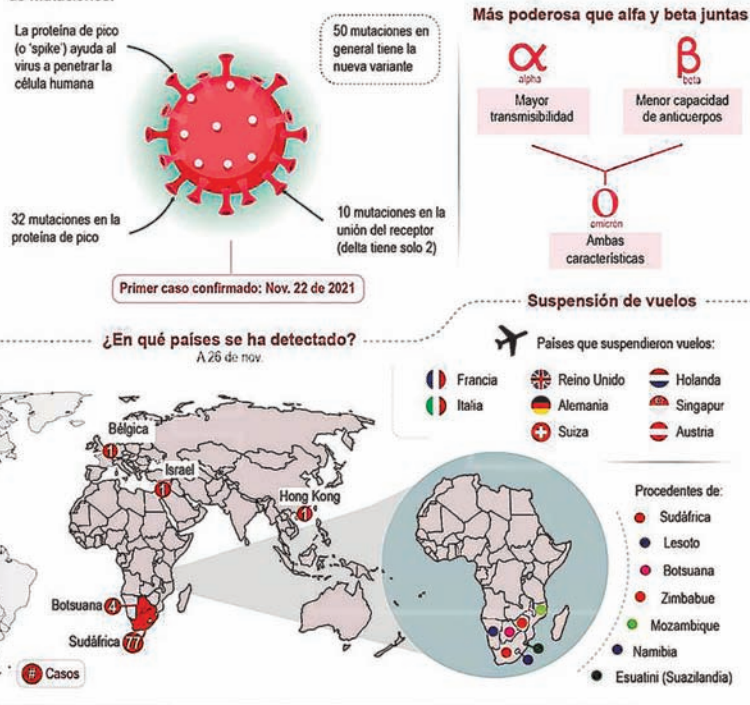 de mutaciones.
La proteína de pico
(o 'spike') ayuda al
virus a penetrar la
célula humana
50 mutaciones en
general tiene la
nueva variante
32 mutaciones en la
proteína de pico
10 mutaciones en la
unión del receptor
(delta tiene solo 2)
Primer caso confirmado: Nov. 22 de 2021
Más poderosa que alfa y beta juntas
α
alpha
Mayor
transmisibilidad
β
beta
Menor capacidad
de anticuerpos
O
omicrón
Ambas
características
¿En qué países se ha detectado?
A 26 de nov.
Bélgica
1
Israel
1
Hong Kong
1
Botsuana 4
Sudáfrica 77
# Casos
Suspensión de vuelos
Países que suspendieron vuelos:
Francia
Italia
Reino Unido
Alemania
Suiza
Holanda
Singapur
Austria
Procedentes de:
Sudáfrica
Lesoto
Botsuana
Zimbabue
Mozambique
Namibia
Esuatini (Suazilandia)